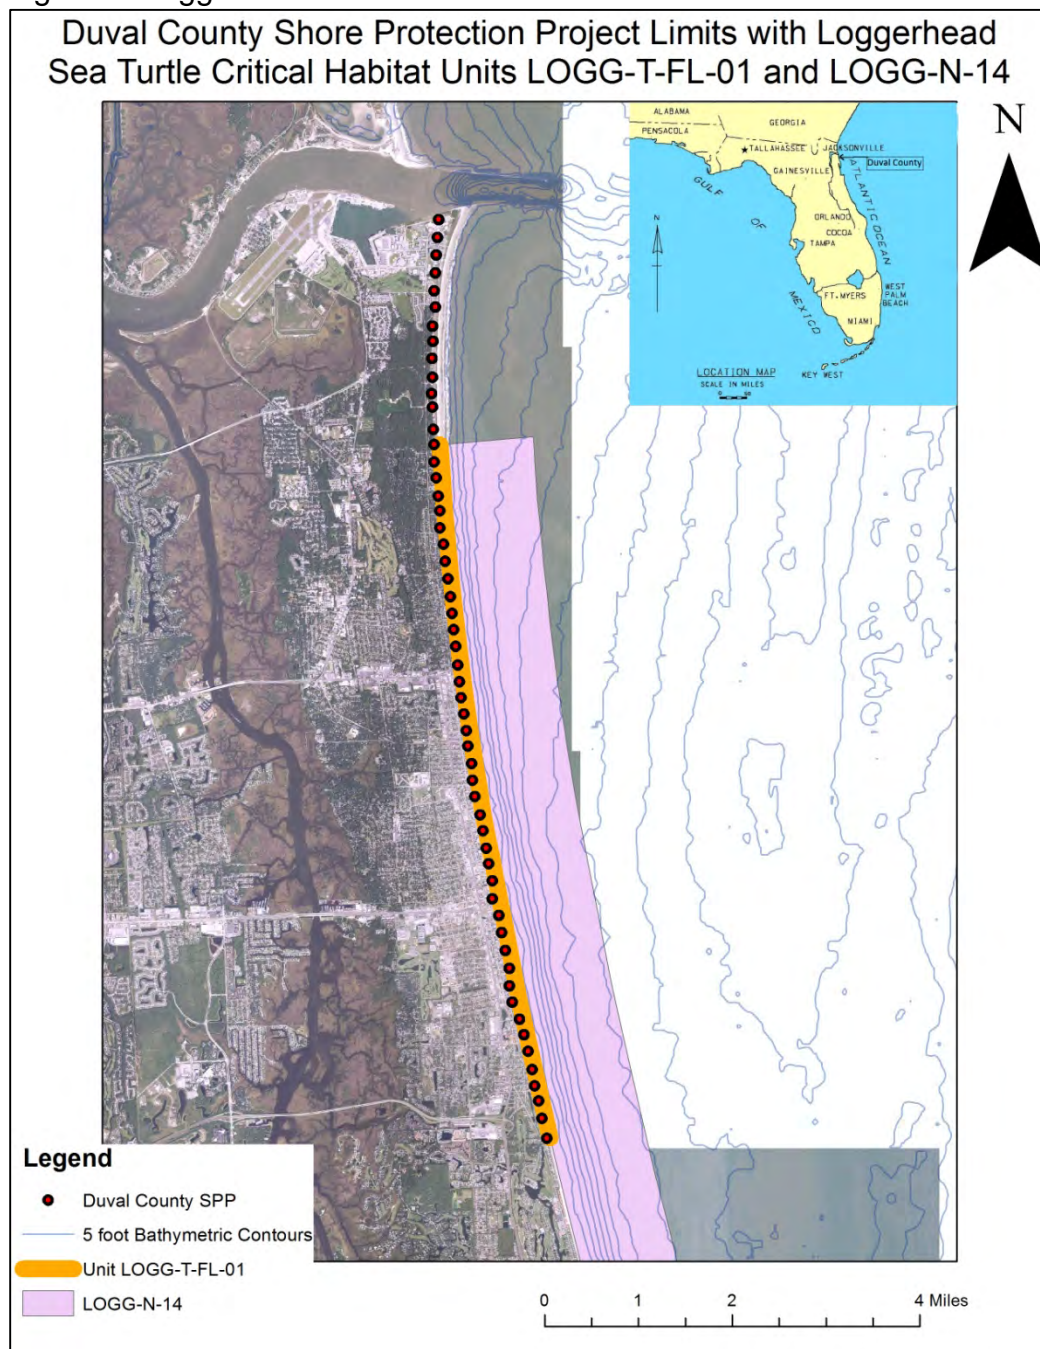 Duval County Shore Protection Project Limits with Loggerhead
Sea Turtle Critical Habitat Units LOGG-T-FL-01 and LOGG-N-14
N
ALABAMA
GEORGIA
PENSACOLA
TALLAHASSEE
JACKSONVILLE
Duval County
GAINESVILLE
ATLANTIC OCEAN
GULF
OF
MEXICO
N
ORLANDO
COCOA
TAMPA
WEST
PALM
BEACH
FT. MYERS
MIAMI
LOCATION MAP
SCALE IN MILES
0 50
KEY WEST
Legend
Duval County SPP
5 foot Bathymetric Contours
Unit LOGG-T-FL-01
LOGG-N-14
0 1 2 4 Miles